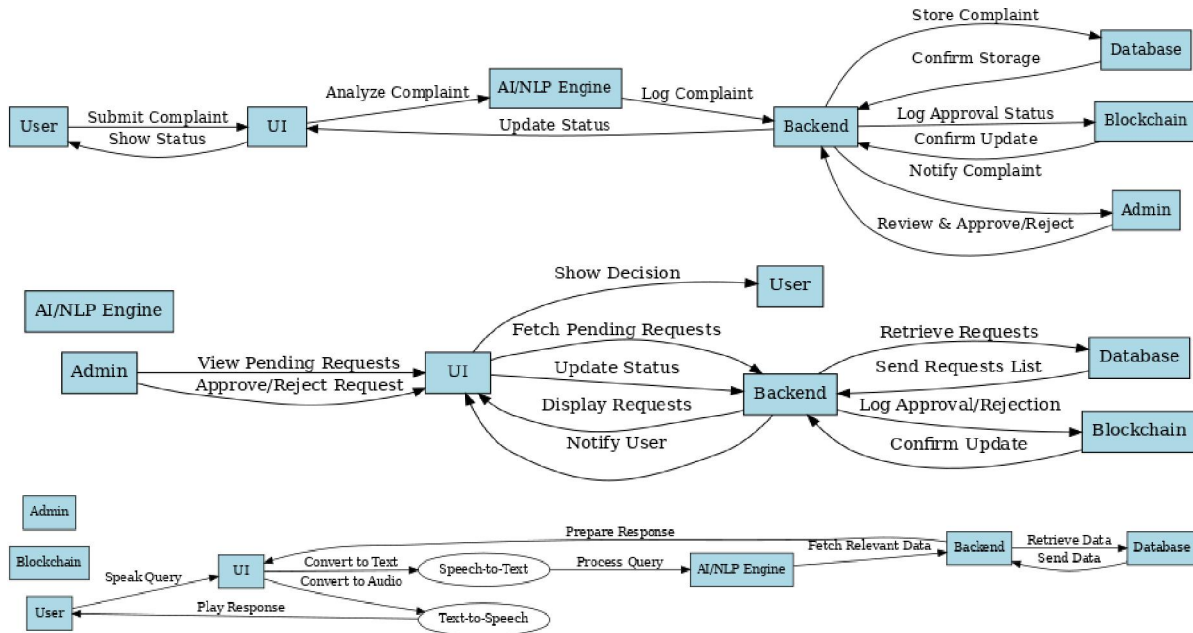 Store Complaint
Database
Confirm Storage
AI/NLP Engine
Analyze Complaint
Log Complaint
User
Submit Complaint
UI
Update Status
Backend
Log Approval Status
Blockchain
Show Status
Confirm Update
Notify Complaint
Admin
Review & Approve/Reject
Show Decision
User
AI/NLP Engine
Fetch Pending Requests
Retrieve Requests
Admin
View Pending Requests
UI
Update Status
Database
Approve/Reject Request
Send Requests List
Backend
Display Requests
Log Approval/Rejection
Blockchain
Notify User
Confirm Update
Admin
Prepare Response
Blockchain
Speak Query
UI
Convert to Text
Speech-to-Text
Process Query
AI/NLP Engine
Fetch Relevant Data
Backend
Retrieve Data
Database
Send Data
Convert to Audio
User
Play Response
Text-to-Speech